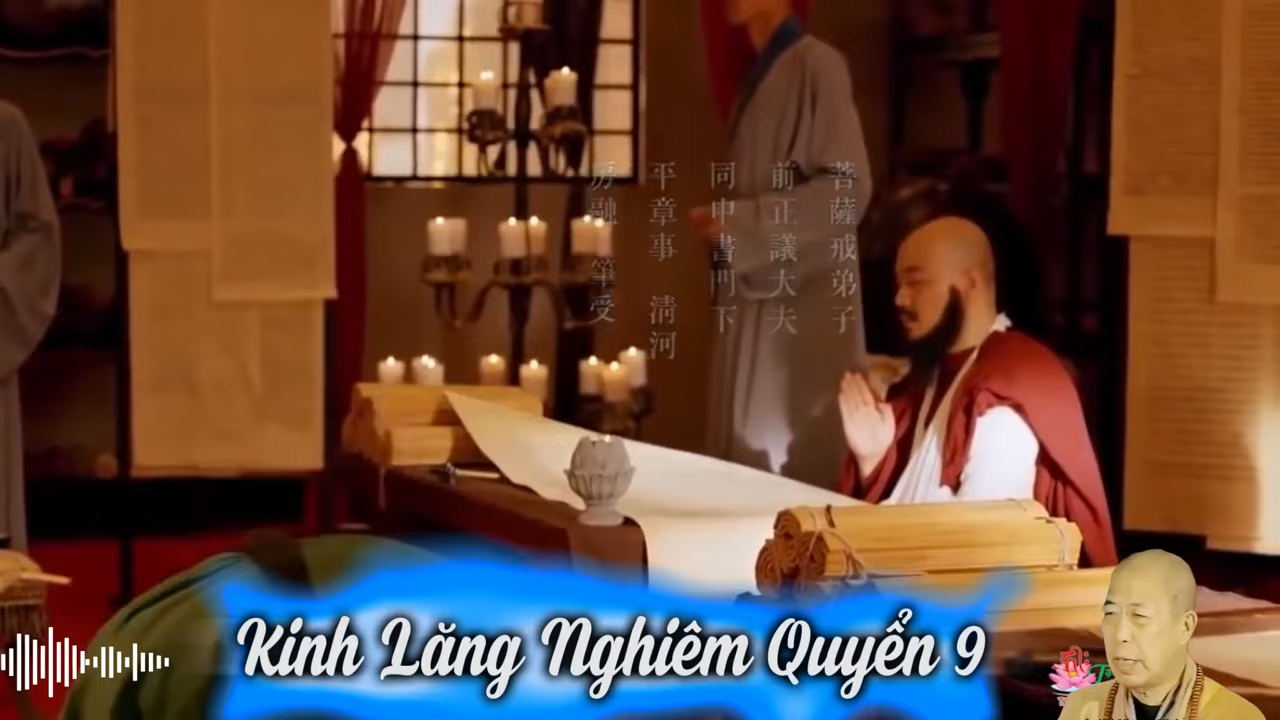 菩薩戒弟子
前正議大夫
同中書門下
平章事 清河
房融 筆受
Kinh Lăng Nghiêm Quyển 9